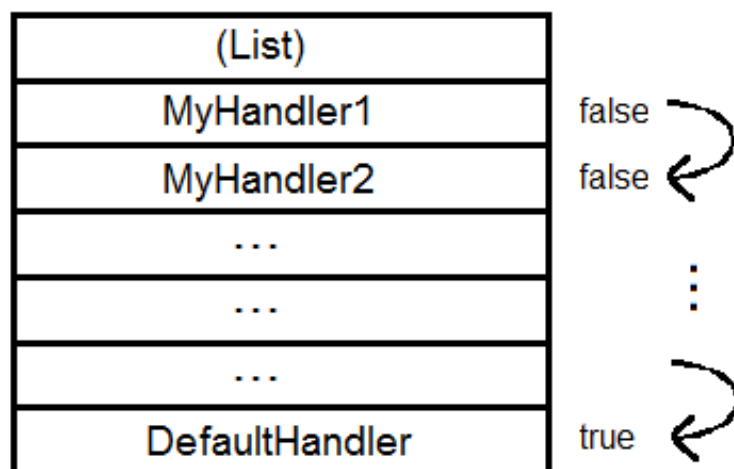 (List)
MyHandler1 false
MyHandler2 false
...
...
...
DefaultHandler true